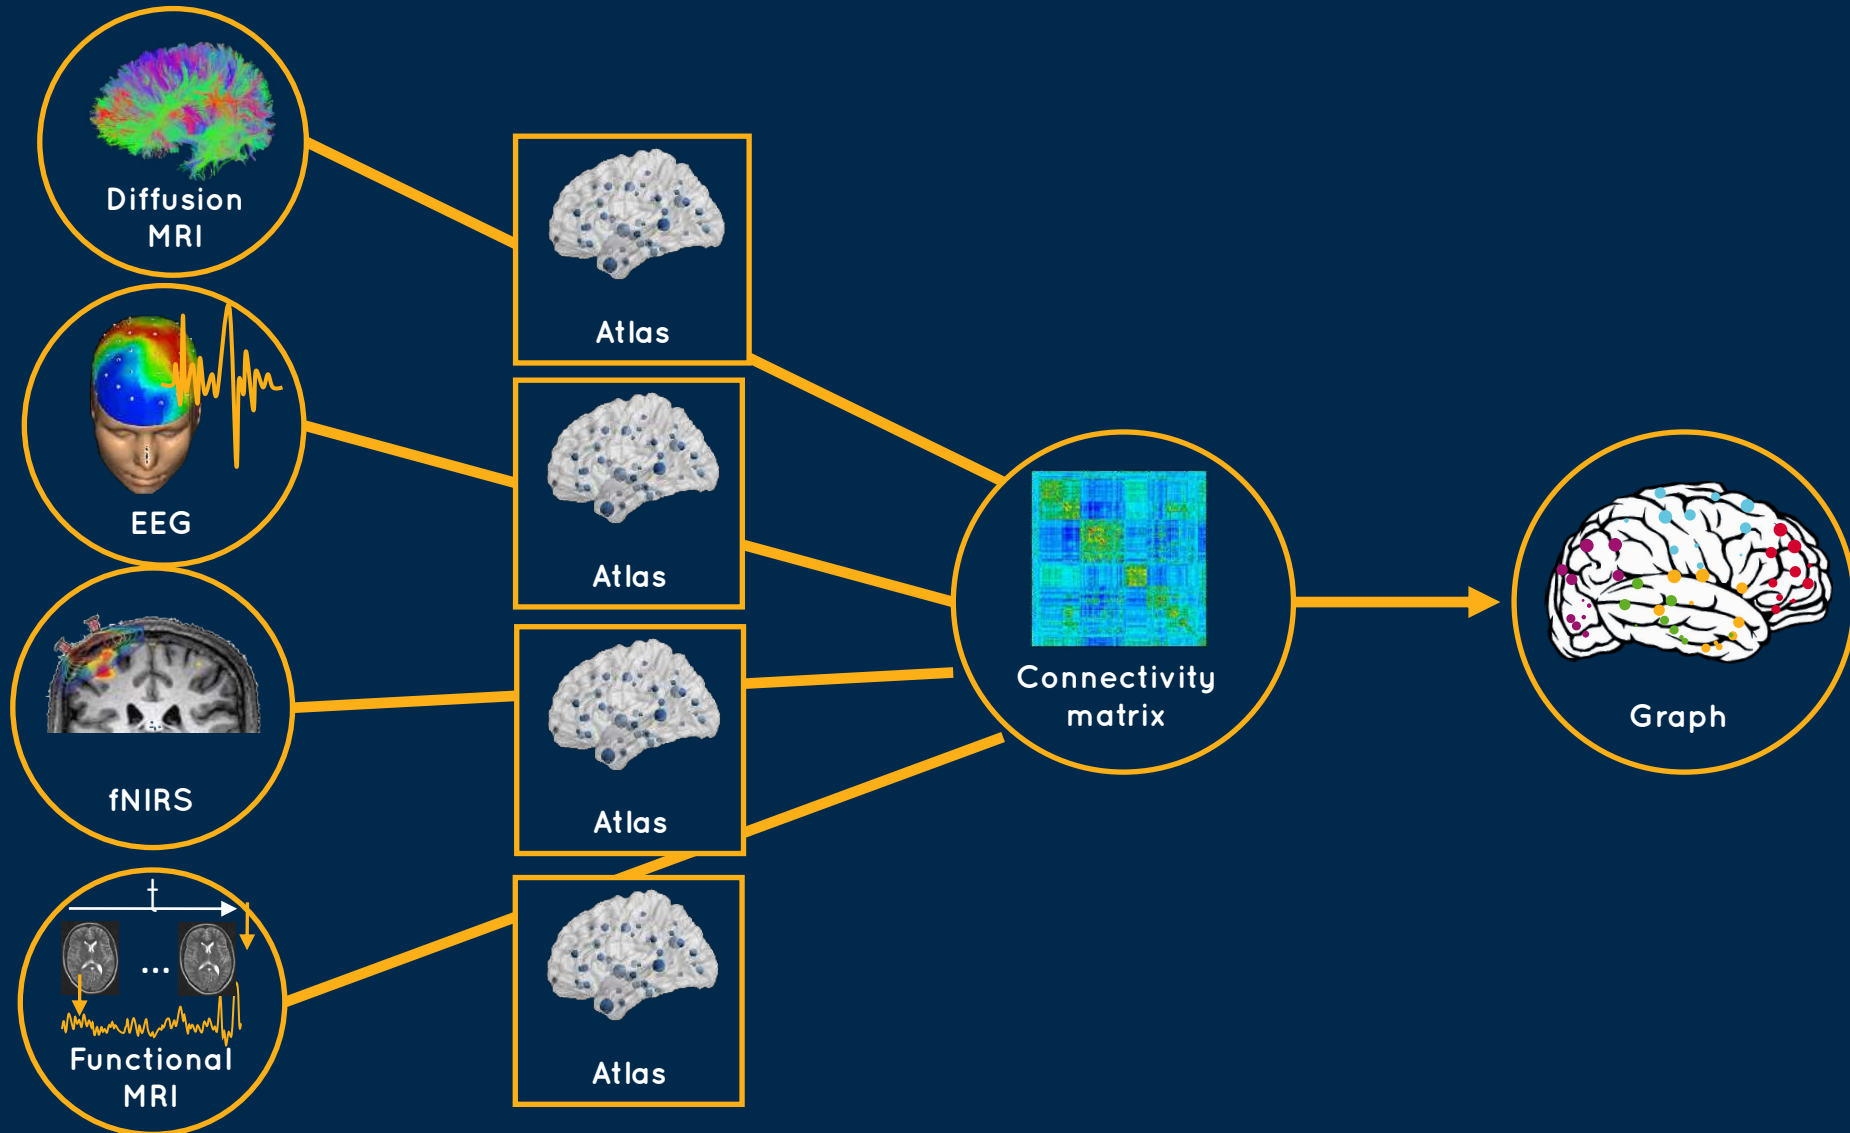 Diffusion
MRI
Atlas
EEG
Atlas
fNIRS
Atlas
t
...
Functional
MRI
Atlas
Connectivity
matrix
Graph